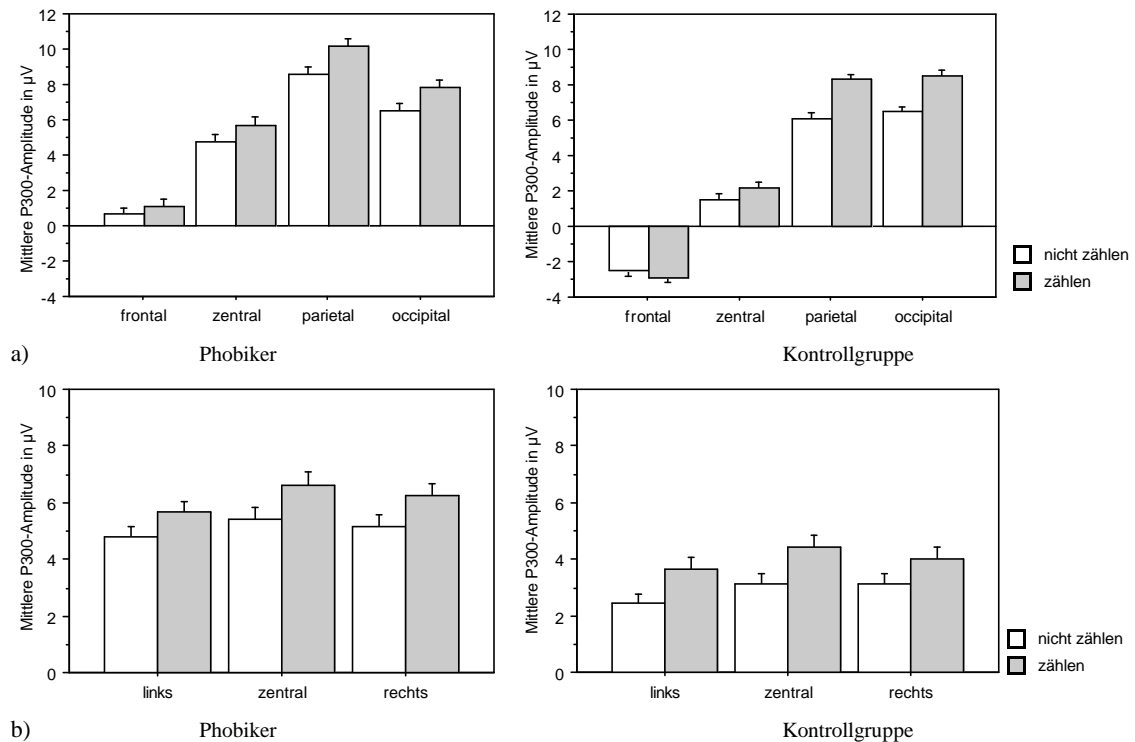 Mittlere P300-Amplitude in µV
12
10
8
6
4
2
0
-2
-4
frontal zentral parietal occipital
Mittlere P300-Amplitude in µV
12
10
8
6
4
2
0
-2
-4
frontal zentral parietal occipital
nicht zählen
zählen
a) Phobiker Kontrollgruppe
Mittlere P300-Amplitude in µV
10
8
6
4
2
0
links zentral rechts
Mittlere P300-Amplitude in µV
10
8
6
4
2
0
links zentral rechts
nicht zählen
zählen
b) Phobiker Kontrollgruppe